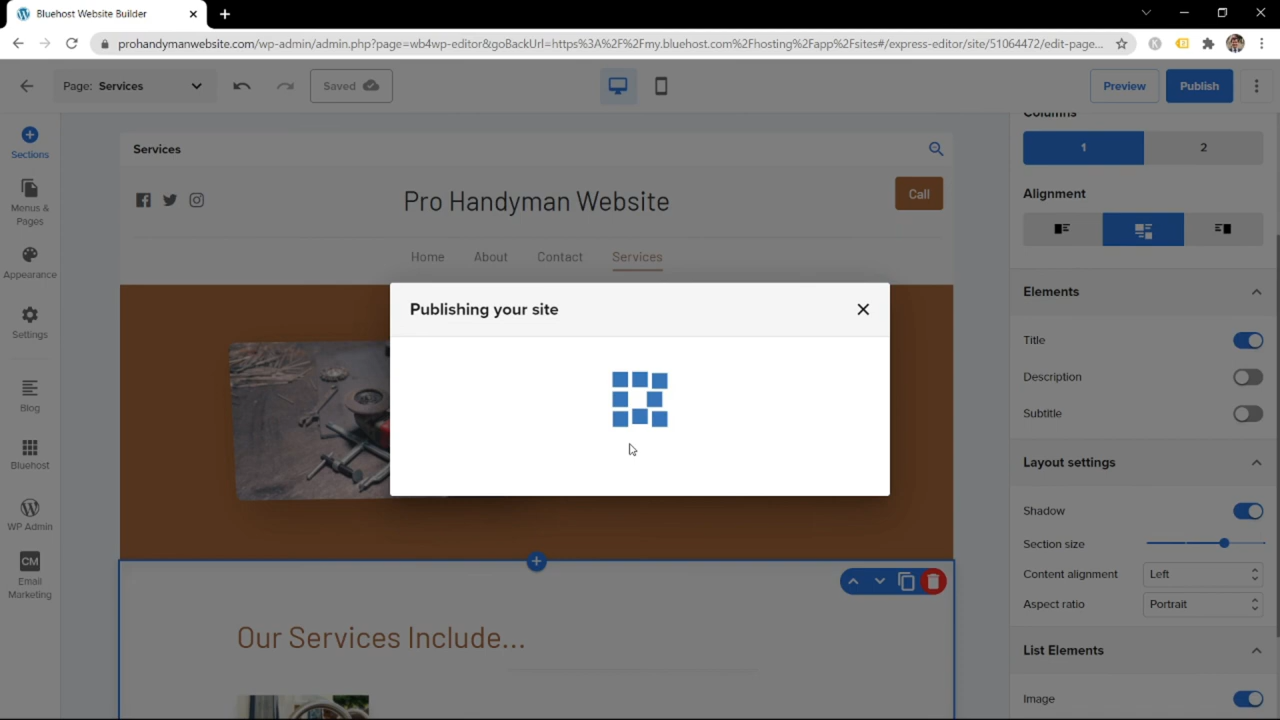 Bluehost Website Builder
prohandymanwebsite.com/wp-admin/admin.php?page=wb4wp-editor&goBackUrl=https%3A%2F%2Fmy.bluehost.com%2Fhosting%2Fapp%2Fsites#/express-editor/site/51064472/edit-page...
Page: Services
Saved
Preview
Publish
Sections
Menus &
Pages
Appearance
Settings
Blog
Bluehost
WP Admin
CM
Email
Marketing
Services
Pro Handyman Website
Call
Home About Contact Services
Publishing your site
Our Services Include...
Columns
1 2
Alignment
Elements
Title
Description
Subtitle
Layout settings
Shadow
Section size
Content alignment Left
Aspect ratio Portrait
List Elements
Image